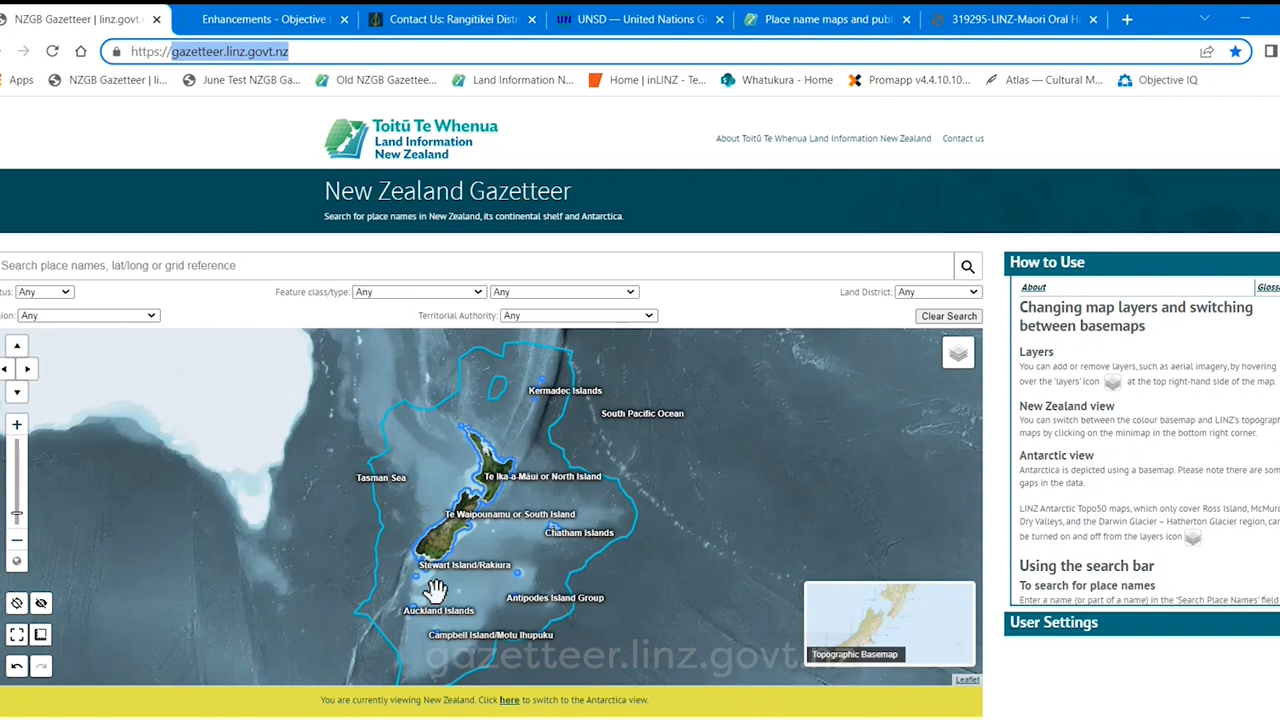 NZGB Gazetteer | linz.govt.n
Enhancements - Objective
Contact Us: Rangitikei Distr
UN UNSD — United Nations G
Place name maps and publ
319295-LINZ-Maori Oral H
https://gazetteer.linz.govt.nz
Apps NZGB Gazetteer | li... June Test NZGB Ga... Old NZGB Gazettee... Land Information N... Home | inLINZ - Te... Whatukura - Home Promapp v4.4.10.10... Atlas — Cultural M... Objective IQ
Toitū Te Whenua
Land Information
New Zealand
About Toitū Te Whenua Land Information New Zealand Contact us
New Zealand Gazetteer
Search for place names in New Zealand, its continental shelf and Antarctica.
Search place names, lat/long or grid reference
tus: Any Feature class/type: Any Any Land District: Any
ion: Any Territorial Authority: Any Clear Search
Kermadec Islands
South Pacific Ocean
Tasman Sea
Te Ika-a-Māui or North Island
Te Waipounamu or South Island
Chatham Islands
Stewart Island/Rakiura
Antipodes Island Group
Auckland Islands
Campbell Island/Motu Ihupuku
gazetteer.linz.govt.nz
Topographic Basemap
Leaflet
You are currently viewing New Zealand. Click here to switch to the Antarctica view.
How to Use
About Gloss
Changing map layers and switching
between basemaps
Layers
You can add or remove layers, such as aerial imagery, by hovering
over the 'layers' icon at the top right-hand side of the map.
New Zealand view
You can switch between the colour basemap and LINZ's topograph
maps by clicking on the minimap in the bottom right corner.
Antarctic view
Antarctica is depicted using a basemap. Please note there are som
gaps in the data.
LINZ Antarctic Topo50 maps, which only cover Ross Island, McMur
Dry Valleys, and the Darwin Glacier – Hatherton Glacier region, can
be turned on and off from the layers icon .
Using the search bar
To search for place names
Enter a name (or part of a name) in the 'Search Place Names' field
User Settings